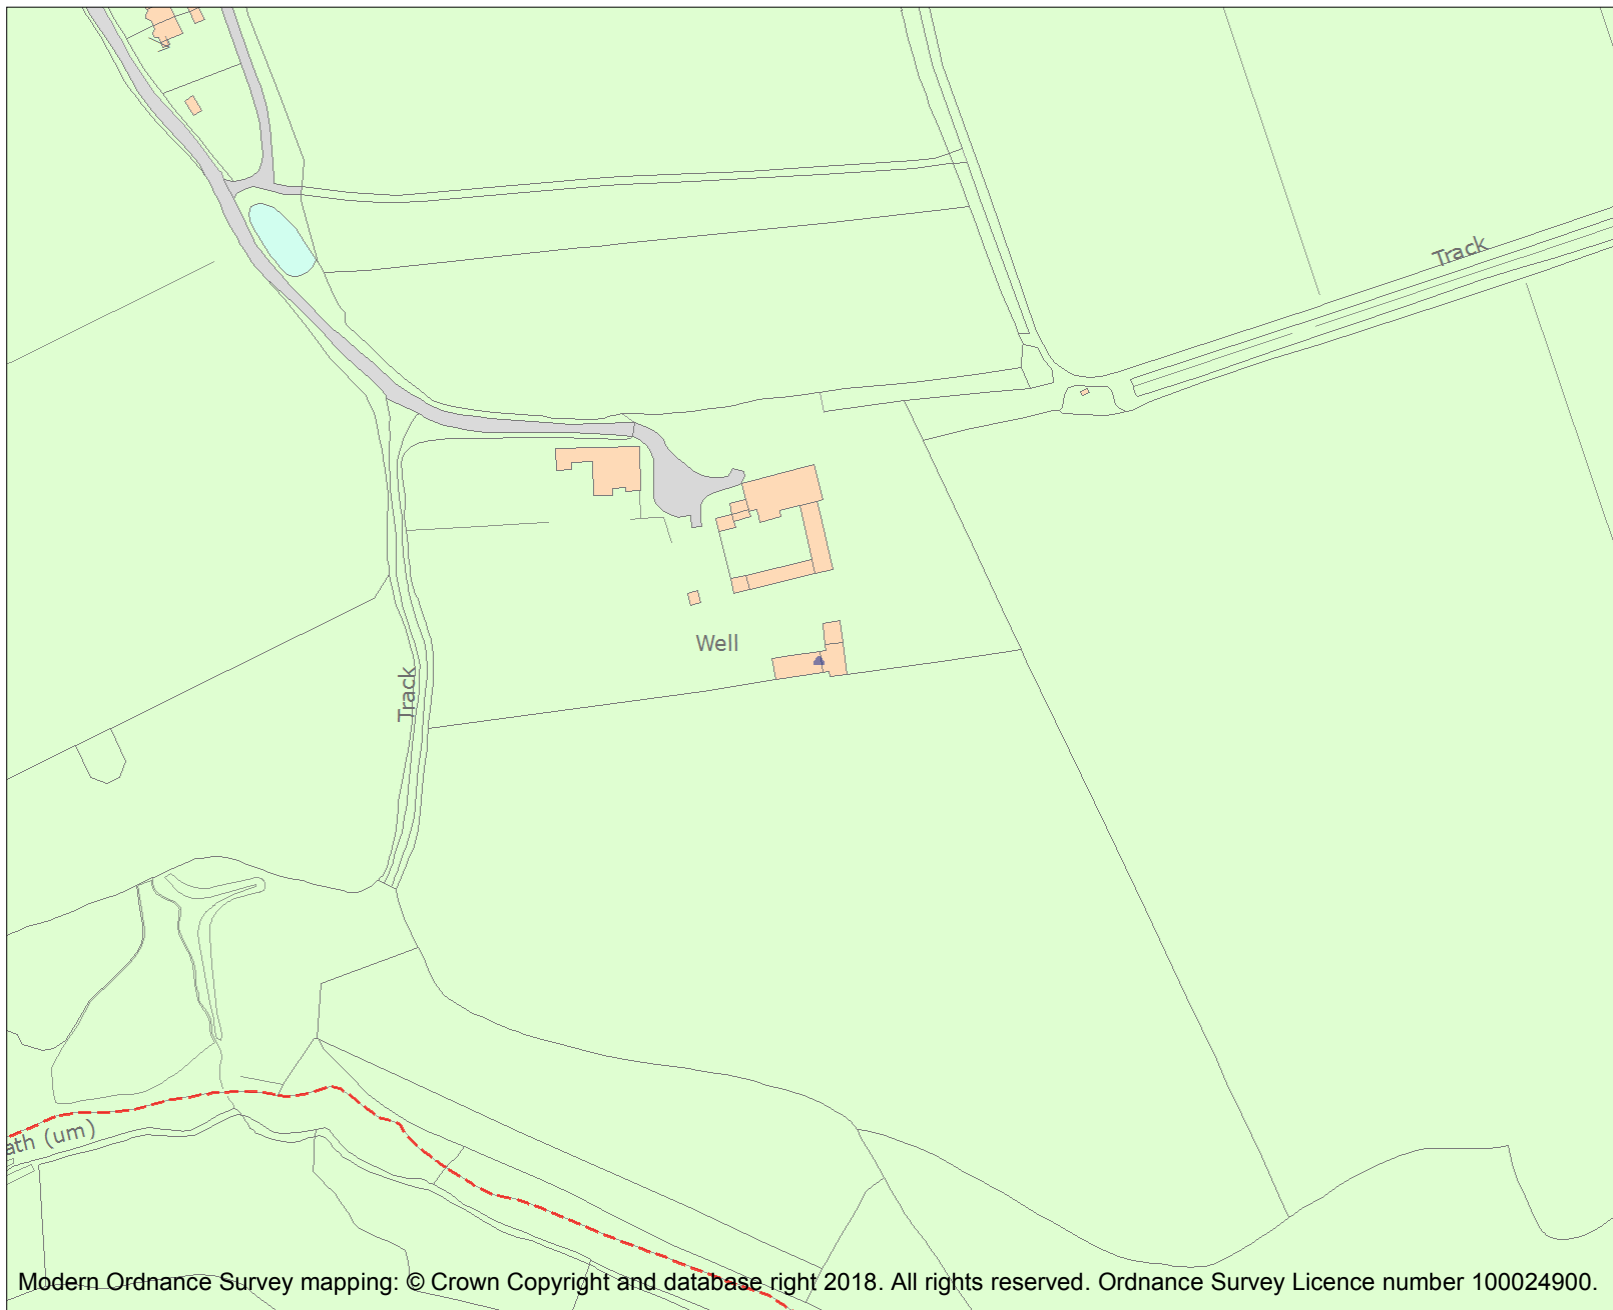 Track
Well
Track
ath (um)
Modern Ordnance Survey mapping: © Crown Copyright and database right 2018. All rights reserved. Ordnance Survey Licence number 100024900.